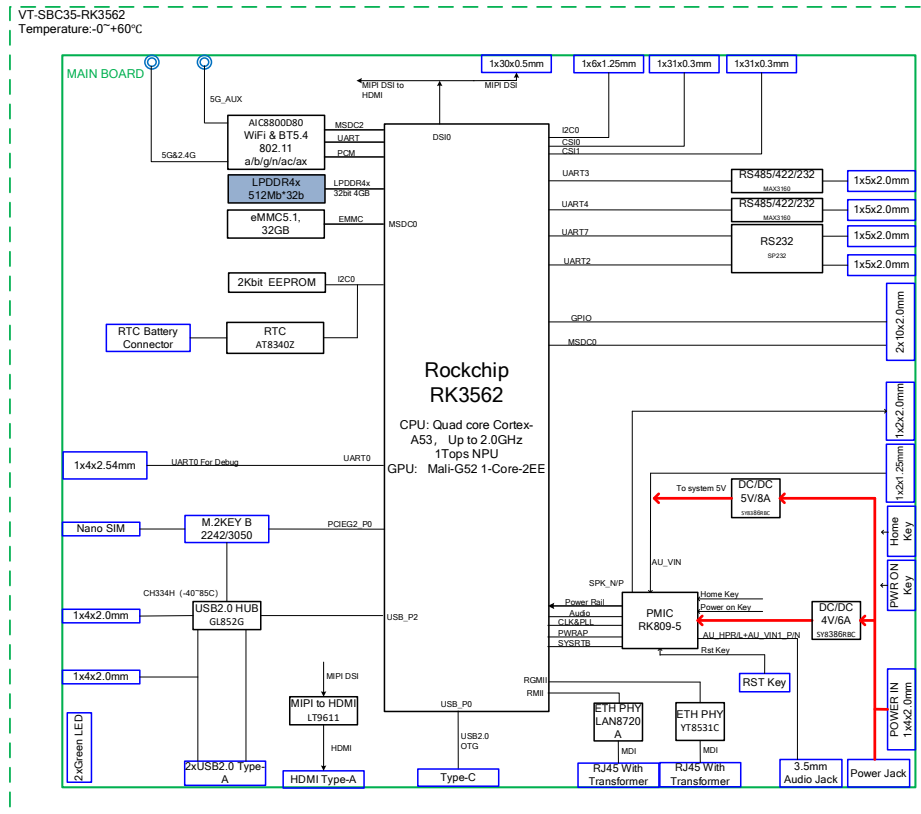 VT-SBC35-RK3562
Temperature:-0~+60℃
MAIN BOARD
1x30x0.5mm
1x6x1.25mm
1x31x0.3mm
1x31x0.3mm
MIPI DSI to
HDMI
MIPI DSI
5G_AUX
5G&2.4G
AIC8800D80
WiFi & BT5.4
802.11
a/b/g/n/ac/ax
MSDC2
UART
PCM
DSI0
I2C0
CSI0
CSI1
LPDDR4x
512Mb*32b
LPDDR4x
32bit 4GB
eMMC5.1,
32GB
EMMC
MSDC0
UART3
RS485/422/232
MAX3160
1x5x2.0mm
UART4
RS485/422/232
MAX3160
1x5x2.0mm
UART7
RS232
SP232
1x5x2.0mm
UART2
1x5x2.0mm
2Kbit EEPROM
I2C0
RTC Battery
Connector
RTC
AT8340Z
GPIO
MSDC0
2x10x2.0mm
Rockchip
RK3562
CPU: Quad core Cortex-
A53, Up to 2.0GHz
1Tops NPU
GPU: Mali-G52 1-Core-2EE
1x2x2.0mm
1x2x1.25mm
1x4x2.54mm
UART0 For Debug
UART0
To system 5V
DC/DC
5V/8A
SY8386RBC
Nano SIM
M.2KEY B
2242/3050
PCIEG2_P0
Home
Key
PWR ON
Key
AU_VIN
SPK_N/P
CH334H (-40~85C)
1x4x2.0mm
USB2.0 HUB
GL852G
USB_P2
Power Rail
Audio
CLK&PLL
PWRAP
SYSRTB
PMIC
RK809-5
Home Key
Power on Key
AU_HPR/L+AU_VIN1_P/N
Rst Key
DC/DC
4V/6A
SY8386RBC
1x4x2.0mm
MIPI DSI
RST Key
POWER IN
1x4x2.0mm
RGMII
RMII
MIPI to HDMI
LT9611
USB_P0
ETH PHY
LAN8720
A
ETH PHY
YT8531C
2xGreen LED
HDMI
USB2.0
OTG
MDI
MDI
2xUSB2.0 Type-
A
HDMI Type-A
Type-C
RJ45 With
Transformer
RJ45 With
Transformer
3.5mm
Audio Jack
Power Jack